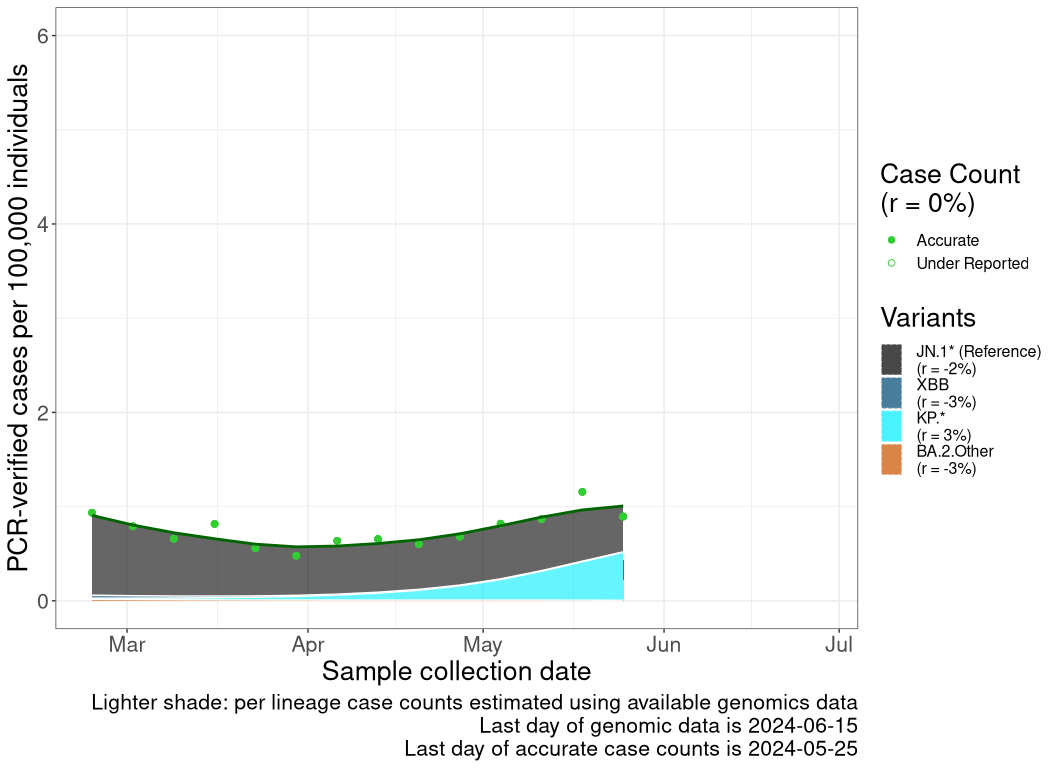 PCR-verified cases per 100,000 individuals
6
4
2
0
Mar
Apr
May
Jun
Jul
Sample collection date
Lighter shade: per lineage case counts estimated using available genomics data
Last day of genomic data is 2024-06-15
Last day of accurate case counts is 2024-05-25
Case Count
(r = 0%)
Accurate
Under Reported
Variants
JN.1* (Reference)
(r = -2%)
XBB
(r = -3%)
KP.*
(r = 3%)
BA.2.Other
(r = -3%)